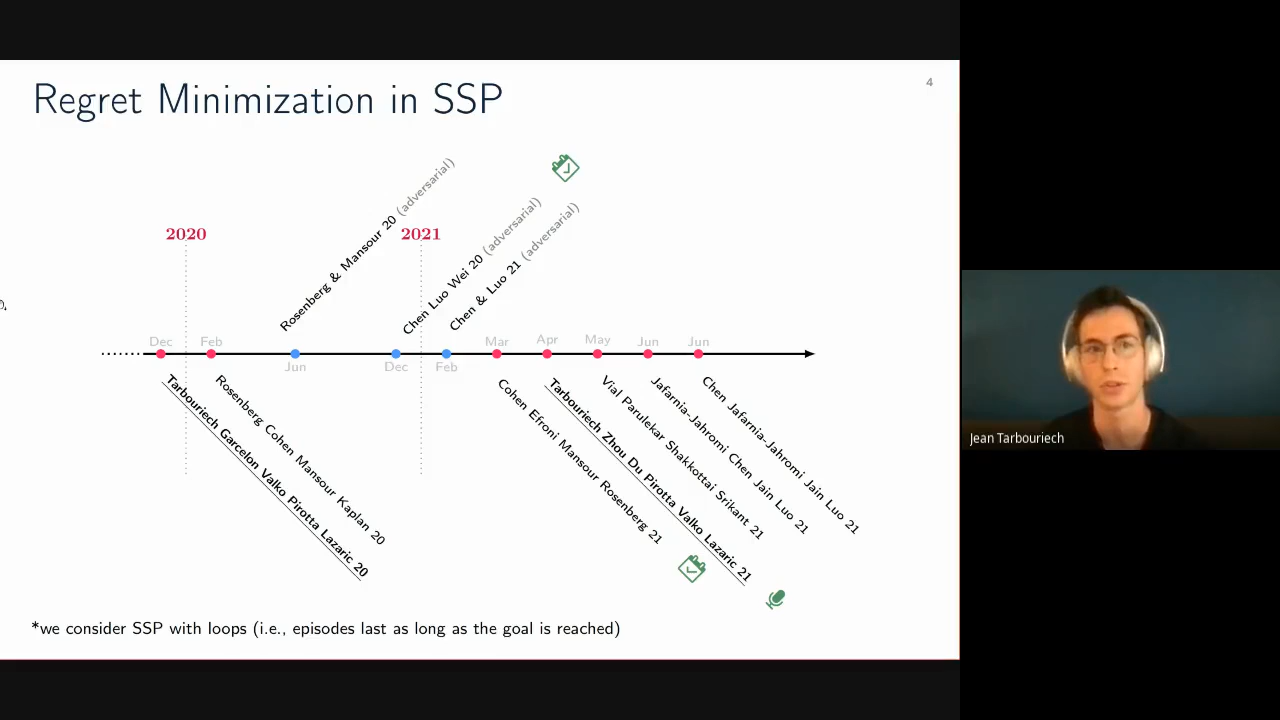 Regret Minimization in SSP
4
2020
2021
Rosenberg & Mansour 20 (adversarial)
Chen Luo Wei 20 (adversarial)
Chen & Luo 21 (adversarial)
Dec
Feb
Jun
Dec
Feb
Mar
Apr
May
Jun
Jun
Tarbouriech Garcelon Valko Pirotta Lazaric 20
Rosenberg Cohen Mansour Kaplan 20
Cohen Efroni Mansour Rosenberg 21
Tarbouriech Zhou Du Pirotta Valko Lazaric 21
Vial Parulekar Shakkottai Srikant 21
Jafarnia-Jahromi Chen Jain Luo 21
Chen Jafarnia-Jahromi Jain Luo 21
*we consider SSP with loops (i.e., episodes last as long as the goal is reached)
Jean Tarbouriech